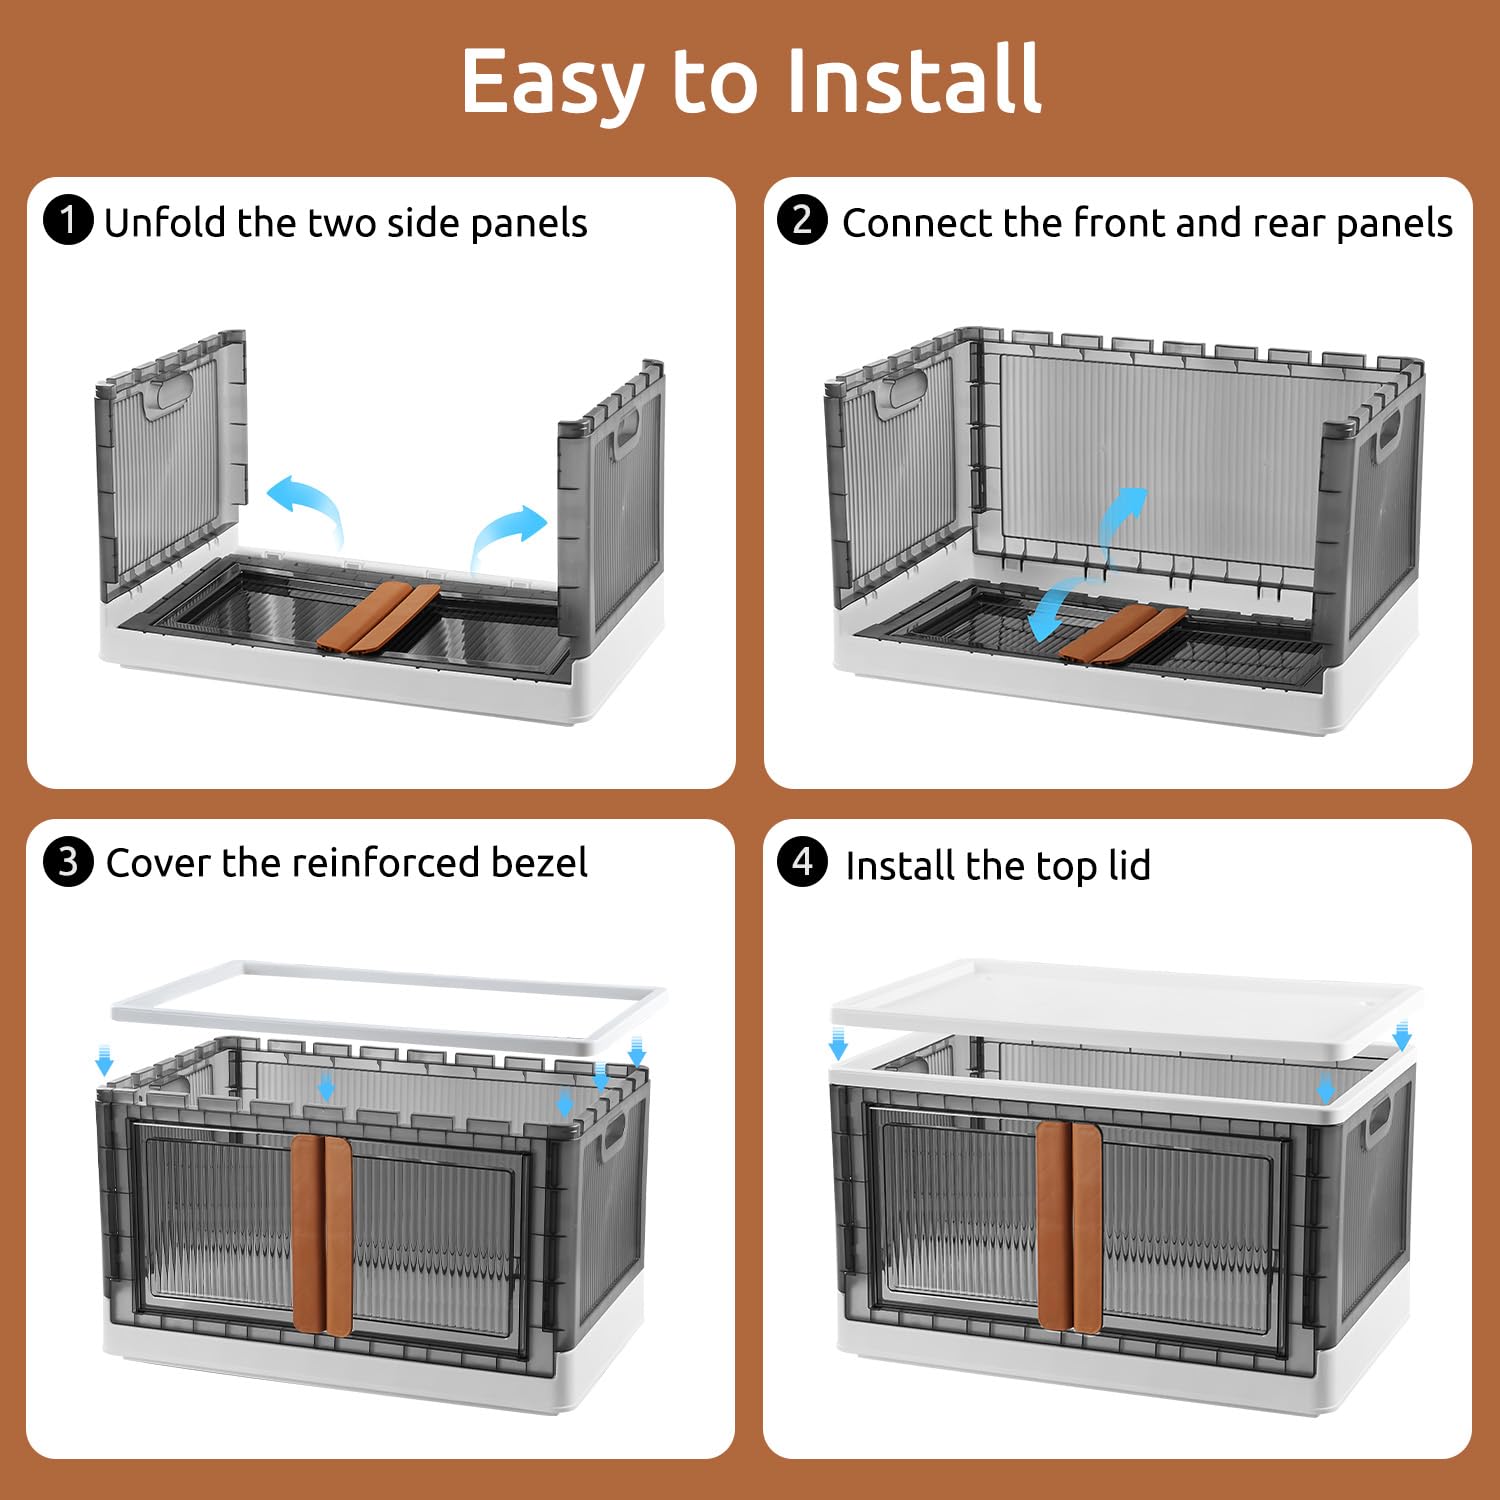 Easy to Install
1 Unfold the two side panels
2 Connect the front and rear panels
3 Cover the reinforced bezel
4 Install the top lid